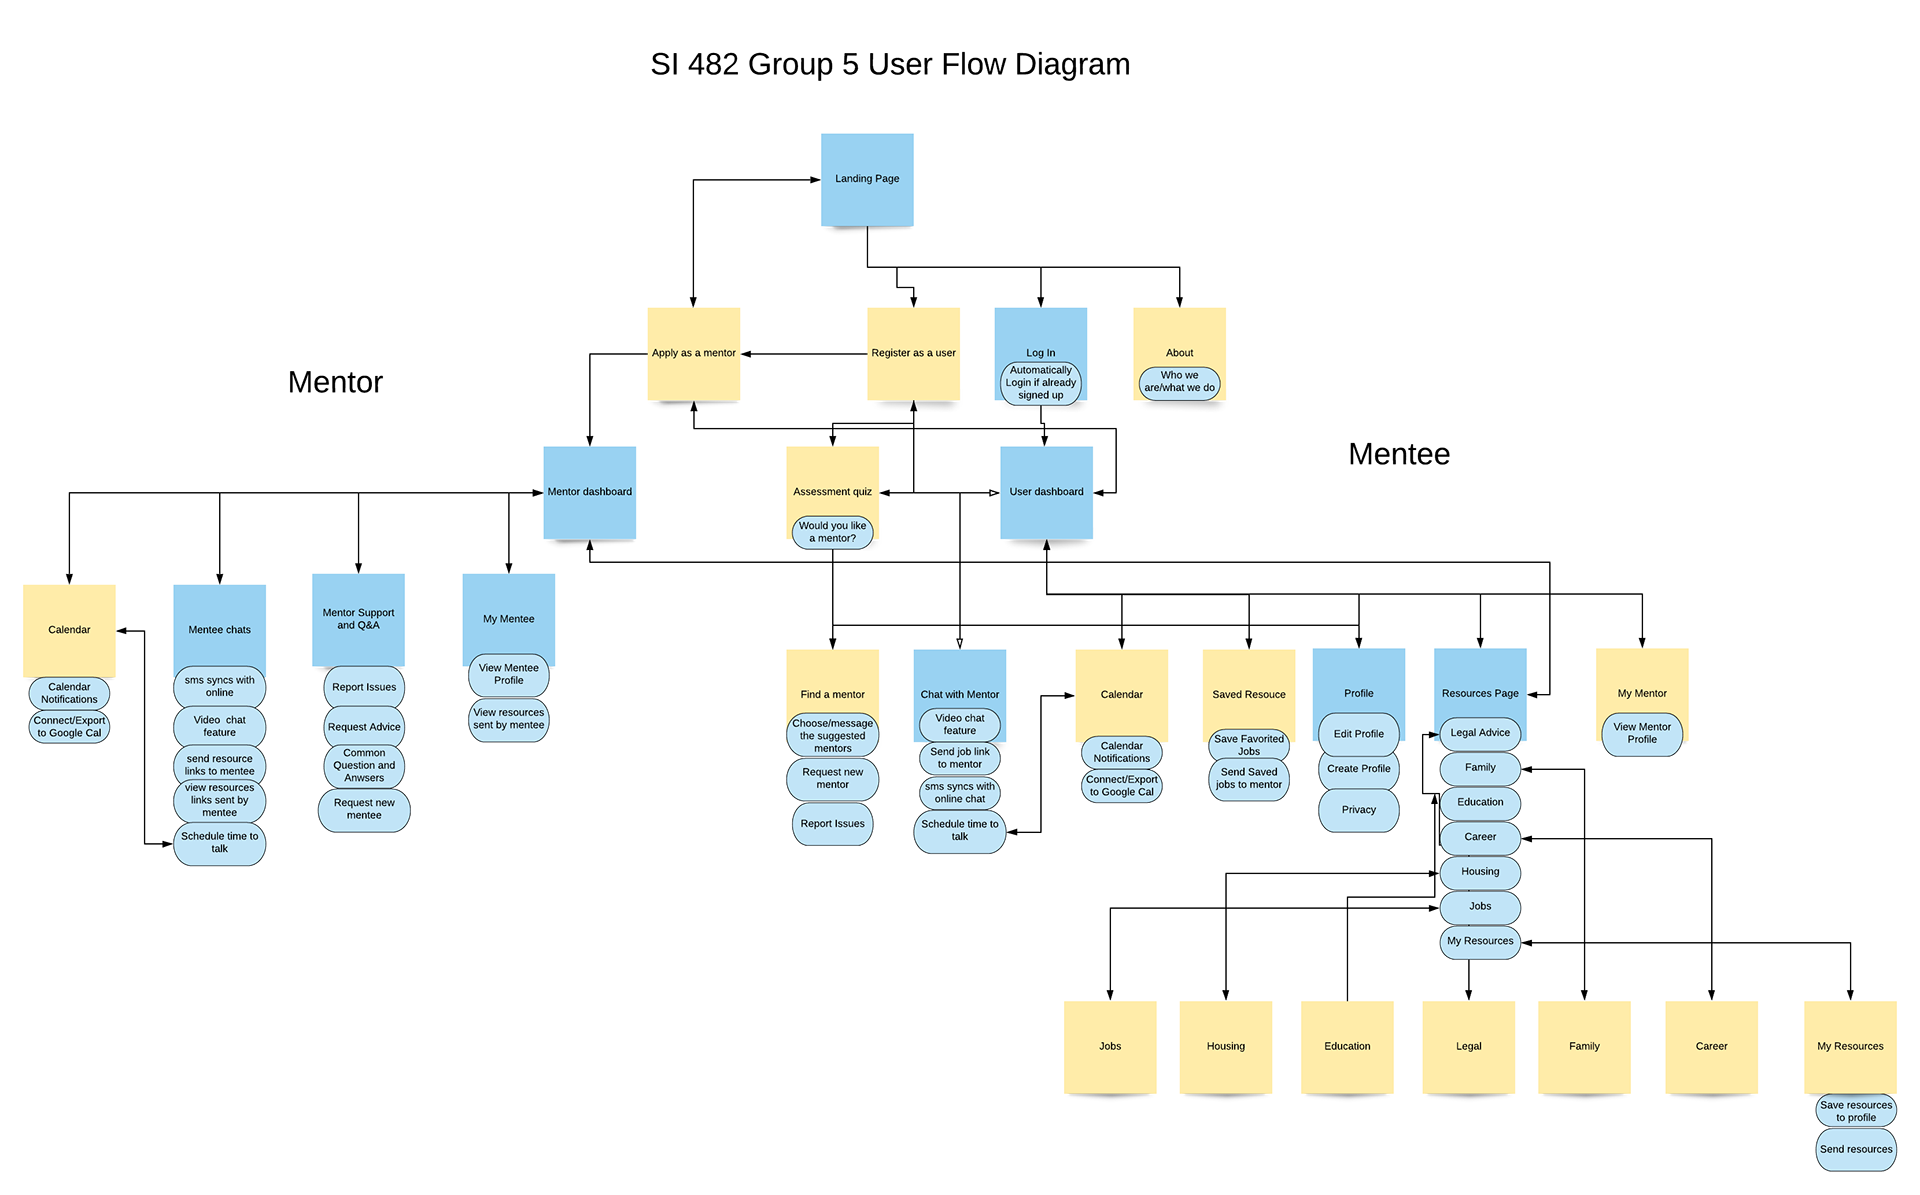 SI 482 Group 5 User Flow Diagram
Landing Page
Apply as a mentor
Register as a user
Log In
Automatically
Login if already
signed up
About
Who we
are/what we do
Mentor
Mentee
Mentor dashboard
Assessment quiz
Would you like
a mentor?
User dashboard
Calendar
Calendar
Notifications
Connect/Export
to Google Cal
Mentee chats
sms syncs with
online
Video chat
feature
send resource
links to mentee
view resources
links sent by
mentee
Schedule time to
talk
Mentor Support
and Q&A
Report Issues
Request Advice
Common
Question and
Anwsers
Request new
mentee
My Mentee
View Mentee
Profile
View resources
sent by mentee
Find a mentor
Choose/message
the suggested
mentors
Request new
mentor
Report Issues
Chat with Mentor
Video chat
feature
Send job link
to mentor
sms syncs with
online chat
Schedule time to
talk
Calendar
Calendar
Notifications
Connect/Export
to Google Cal
Saved Resouce
Save Favorited
Jobs
Send Saved
jobs to mentor
Profile
Edit Profile
Create Profile
Privacy
Resources Page
Legal Advice
Family
Education
Career
Housing
Jobs
My Resources
My Mentor
View Mentor
Profile
Jobs
Housing
Education
Legal
Family
Career
My Resources
Save resources
to profile
Send resources